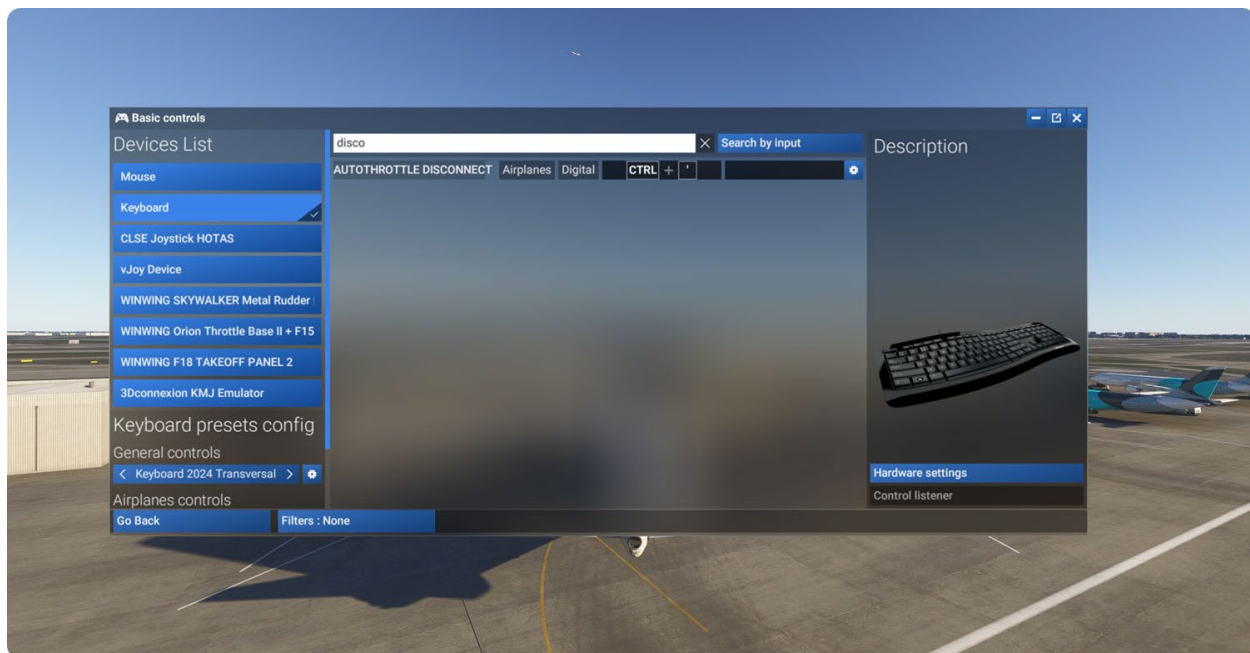 Basic controls
Devices List
Mouse
Keyboard
CLSE Joystick HOTAS
vJoy Device
WINWING SKYWALKER Metal Rudder
WINWING Orion Throttle Base II + F15
WINWING F18 TAKEOFF PANEL 2
3Dconnexion KMJ Emulator
Keyboard presets config
General controls
Keyboard 2024 Transversal
Airplanes controls
Go Back
Filters : None
disco
Search by input
AUTOTHROTTLE DISCONNECT Airplanes Digital CTRL + '
Description
Hardware settings
Control listener